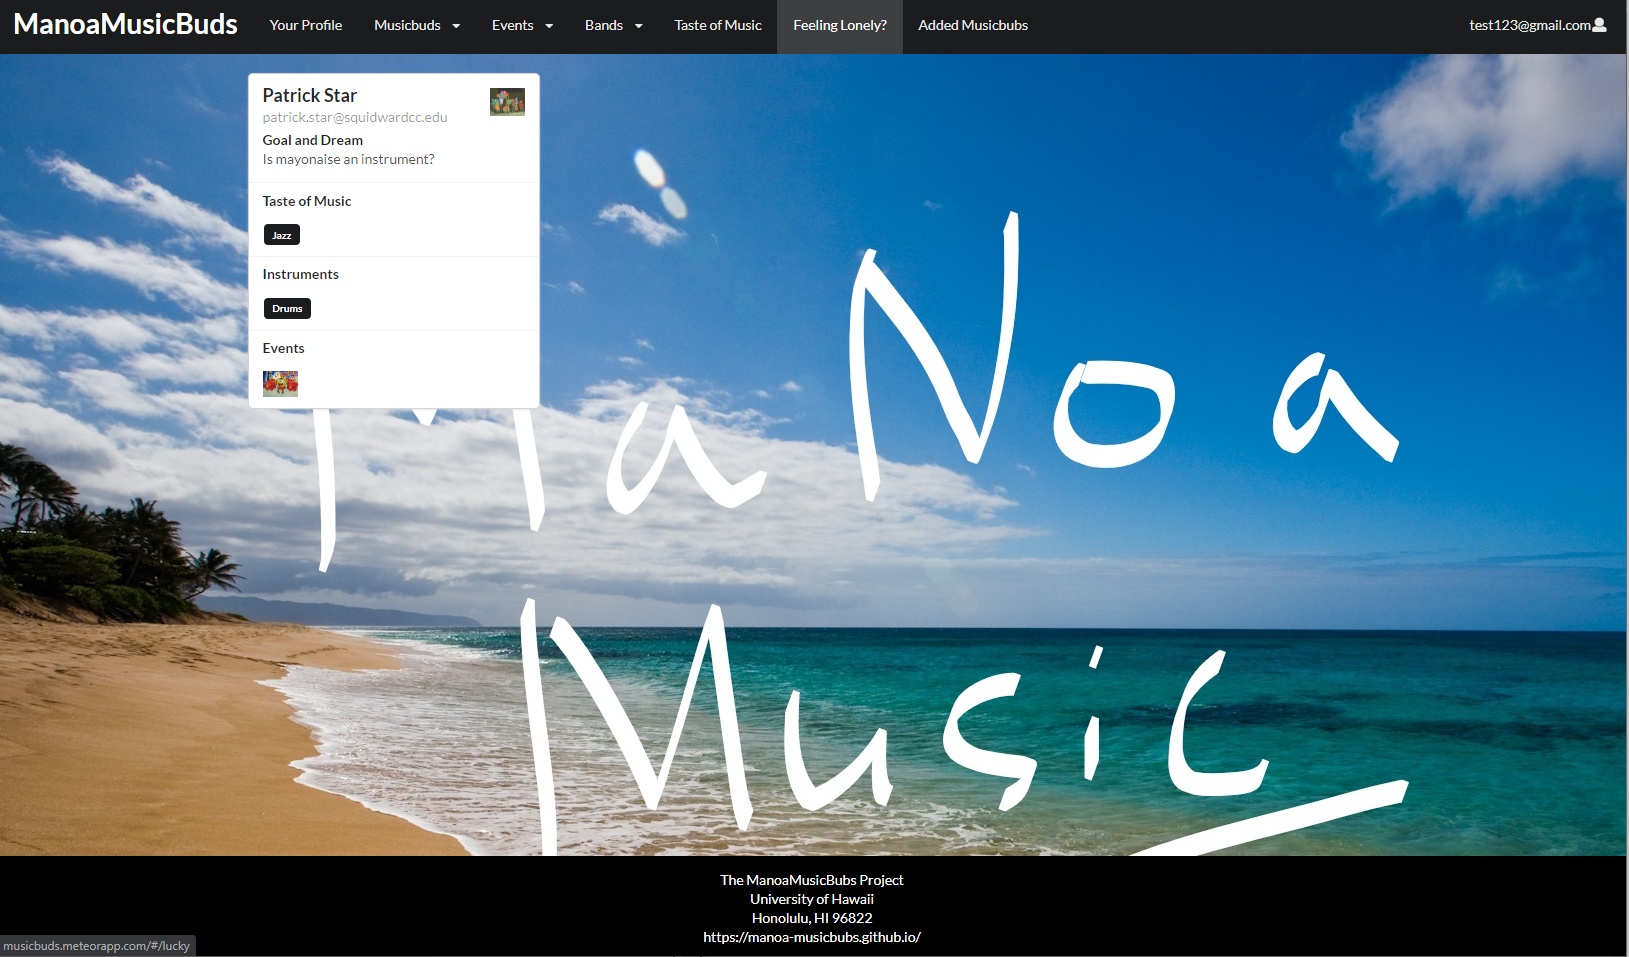 ManoaMusicBuds Your Profile Musicbuds Events Bands Taste of Music Feeling Lonely? Added Musicbubs test123@gmail.com
Patrick Star
patrick.star@squidwardcc.edu
Goal and Dream
Is mayonaise an instrument?
Taste of Music
Jazz
Instruments
Drums
Events
Ma Noa
Music
The ManoaMusicBubs Project
University of Hawaii
Honolulu, HI 96822
https://manoa-musicbubs.github.io/
musicbuds.meteorapp.com/#/lucky